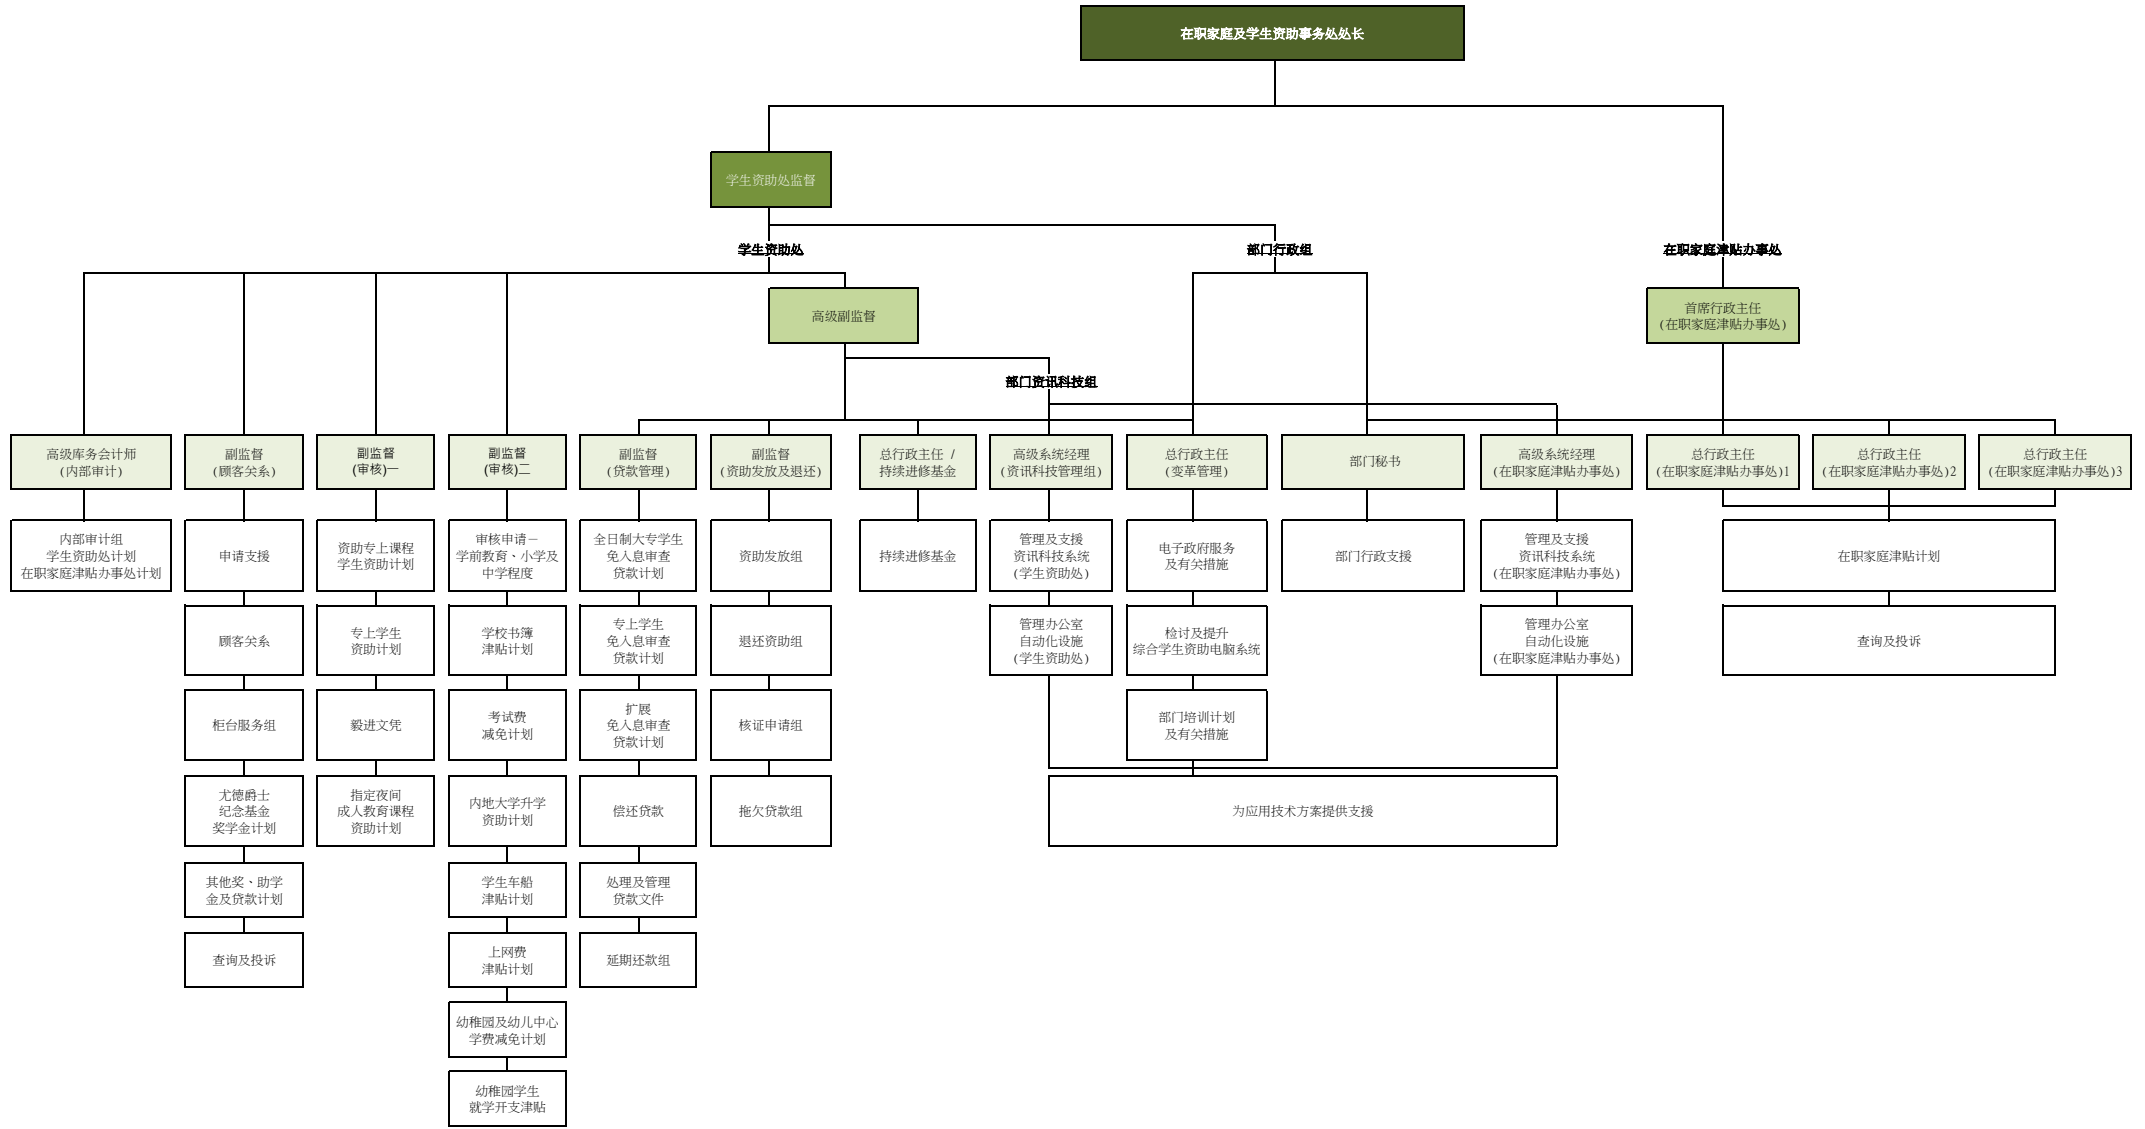 在职家庭及学生资助事务处处长
学生资助处监督
学生资助处
部门行政组
在职家庭津贴办事处
高级副监督
首席行政主任
(在职家庭津贴办事处)
部门资讯科技组
高级库务会计师
(内部审计)
副监督
(顾客关系)
副监督
(审核)一
副监督
(审核)二
副监督
(贷款管理)
副监督
(资助发放及退还)
总行政主任 /
持续进修基金
高级系统经理
(资讯科技管理组)
总行政主任
(变革管理)
部门秘书
高级系统经理
(在职家庭津贴办事处)
总行政主任
(在职家庭津贴办事处)1
总行政主任
(在职家庭津贴办事处)2
总行政主任
(在职家庭津贴办事处)3
内部审计组
学生资助处计划
在职家庭津贴办事处计划
申请支援
资助专上课程
学生资助计划
审核申请－
学前教育、小学及
中学程度
全日制大专学生
免入息审查
贷款计划
资助发放组
持续进修基金
管理及支援
资讯科技系统
(学生资助处)
电子政府服务
及有关措施
部门行政支援
管理及支援
资讯科技系统
(在职家庭津贴办事处)
在职家庭津贴计划
顾客关系
专上学生
资助计划
学校书簿
津贴计划
专上学生
免入息审查
贷款计划
退还资助组
管理办公室
自动化设施
(学生资助处)
检讨及提升
综合学生资助电脑系统
管理办公室
自动化设施
(在职家庭津贴办事处)
查询及投诉
柜台服务组
毅进文凭
考试费
减免计划
扩展
免入息审查
贷款计划
核证申请组
部门培训计划
及有关措施
尤德爵士
纪念基金
奖学金计划
指定夜间
成人教育课程
资助计划
内地大学升学
资助计划
偿还贷款
拖欠贷款组
为应用技术方案提供支援
其他奖、助学
金及贷款计划
学生车船
津贴计划
处理及管理
贷款文件
查询及投诉
上网费
津贴计划
延期还款组
幼稚园及幼儿中心
学费减免计划
幼稚园学生
就学开支津贴